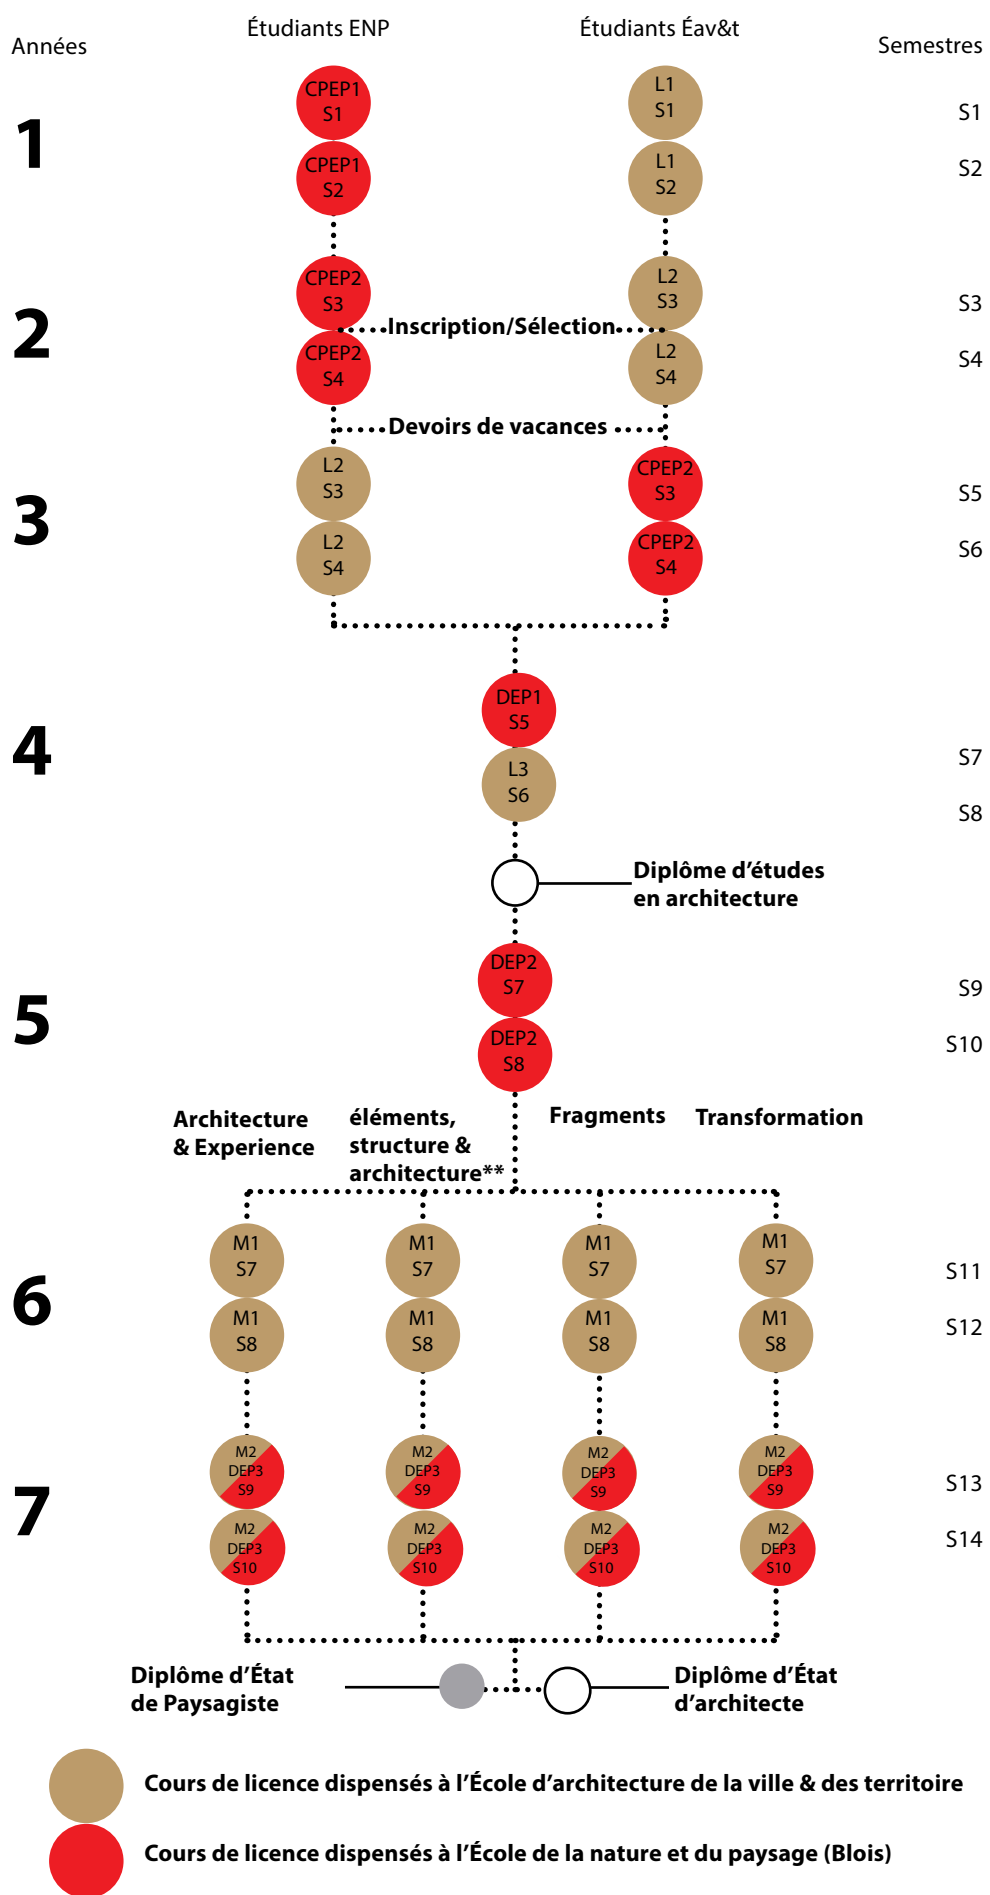 Années
Étudiants ENP
Étudiants Éav&t
Semestres
1
CPEP1
S1
L1
S1
S1
CPEP1
S2
L1
S2
S2
2
CPEP2
S3
L2
S3
S3
Inscription/Sélection
CPEP2
S4
L2
S4
S4
Devoirs de vacances
3
L2
S3
CPEP2
S3
S5
L2
S4
CPEP2
S4
S6
4
DEP1
S5
S7
L3
S6
S8
Diplôme d'études
en architecture
5
DEP2
S7
S9
DEP2
S8
S10
Architecture
& Experience
éléments,
structure &
architecture**
Fragments
Transformation
6
M1
S7
M1
S7
M1
S7
M1
S7
S11
M1
S8
M1
S8
M1
S8
M1
S8
S12
7
M2
DEP3
S9
M2
DEP3
S9
M2
DEP3
S9
M2
DEP3
S9
S13
M2
DEP3
S10
M2
DEP3
S10
M2
DEP3
S10
M2
DEP3
S10
S14
Diplôme d'État
de Paysagiste
Diplôme d'État
d'architecte
Cours de licence dispensés à l'École d'architecture de la ville & des territoire
Cours de licence dispensés à l'École de la nature et du paysage (Blois)